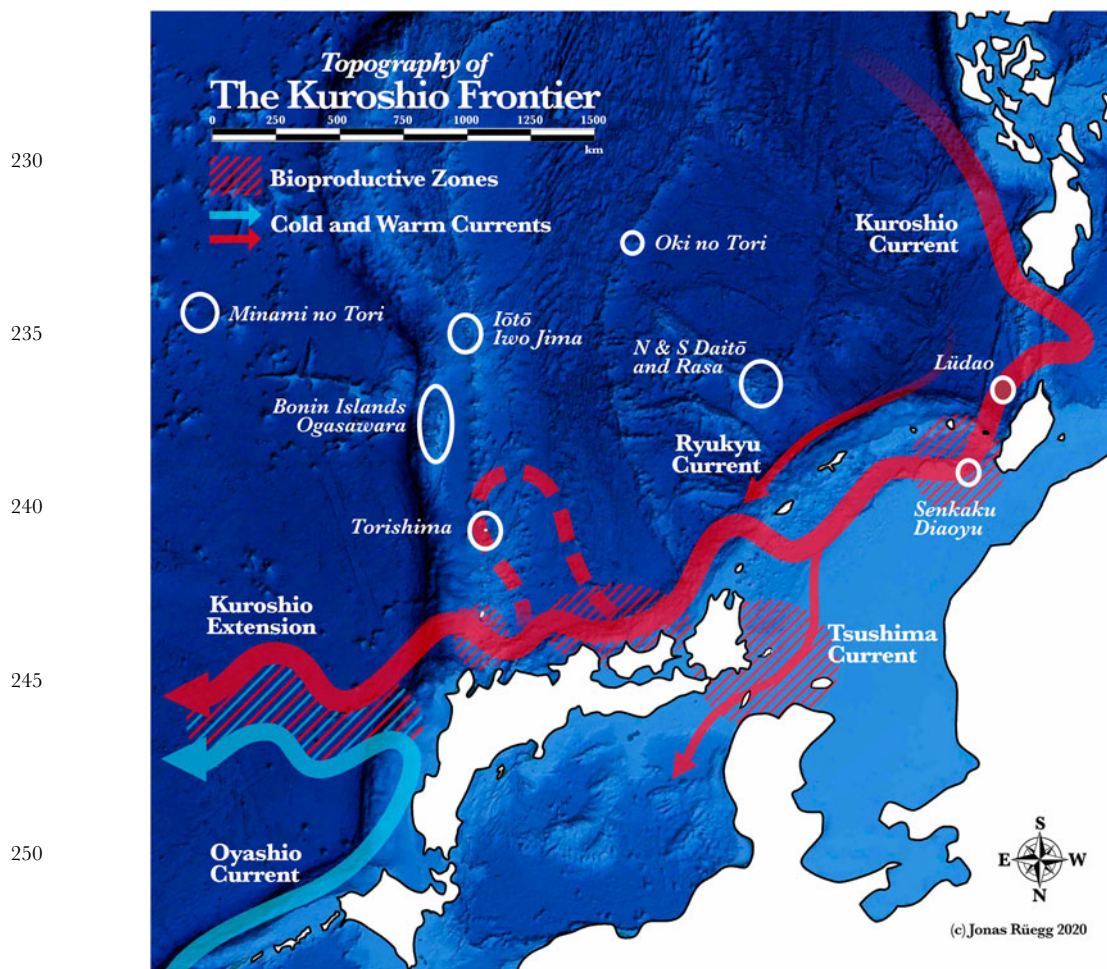 Topography of
The Kuroshio Frontier
0 250 500 750 1000 1250 1500
km
Bioproductive Zones
Cold and Warm Currents
230
Kuroshio
Current
Oki no Tori
Minami no Tori
Iōtō
Iwo Jima
235
N & S Daitō
and Rasa
Lüdao
Bonin Islands
Ogasawara
Ryukyu
Current
240
Torishima
Senkaku
Diaoyu
Kuroshio
Extension
Tsushima
Current
245
250
Oyashio
Current
S
E W
N
(c) Jonas Rüegg 2020